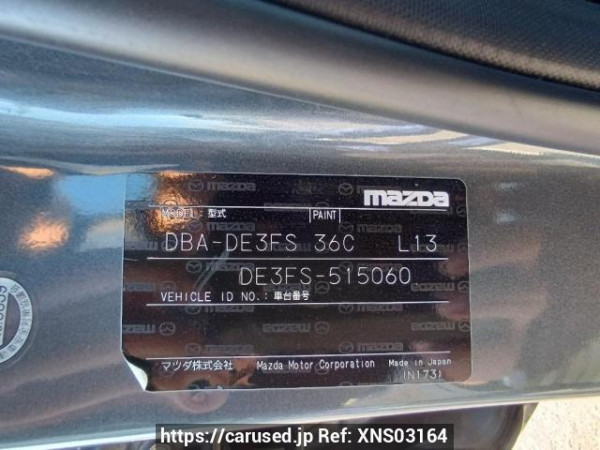 mazda
MODEL: 型式 PAINT
DBA-DE3FS 36C L13
DE3FS-515060
VEHICLE ID NO.: 車台番号
マツダ株式会社 Mazda Motor Corporation Made in Japan
(N173)
https://carused.jp Ref: XNS03164